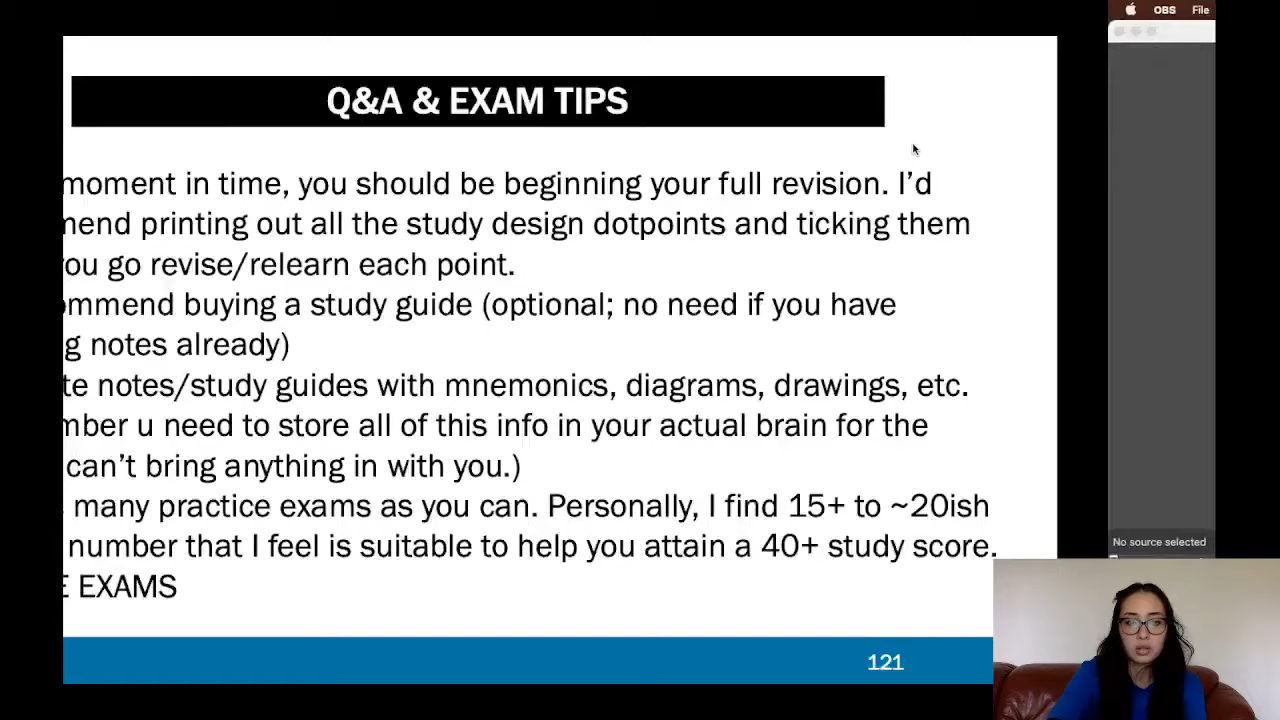 OBS File
Q&A & EXAM TIPS
moment in time, you should be beginning your full revision. I'd
mend printing out all the study design dotpoints and ticking them
you go revise/relearn each point.
ommend buying a study guide (optional; no need if you have
g notes already)
te notes/study guides with mnemonics, diagrams, drawings, etc.
mber u need to store all of this info in your actual brain for the
can't bring anything in with you.)
many practice exams as you can. Personally, I find 15+ to ~20ish
number that I feel is suitable to help you attain a 40+ study score.
E EXAMS
No source selected
121